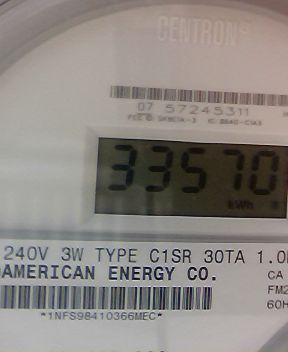 CENTRON®
07 57245311
33570
kWh
240V 3W TYPE C1SR 30TA 1.0
AMERICAN ENERGY CO.
CA
FM2
60H
*1NFS98410366MEC*